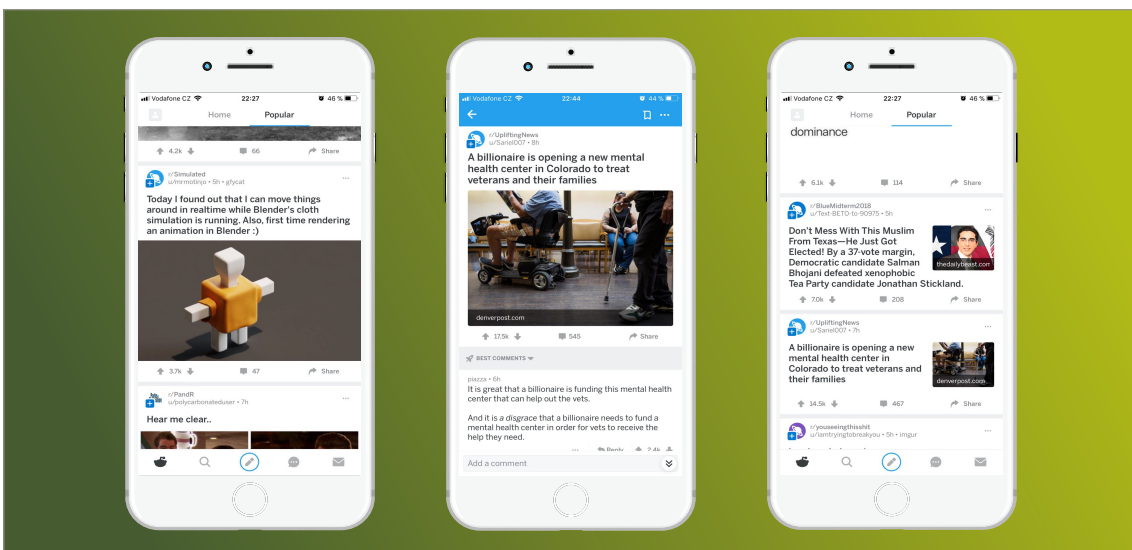 Vodafone CZ
22:27
46 %
Home
Popular
4.2k
66
Share
r/Simulated
u/mrmotinjo • 5h • gfycat
Today I found out that I can move things
around in realtime while Blender's cloth
simulation is running. Also, first time rendering
an animation in Blender :)
3.7k
47
Share
r/PandR
u/polycarbonateduser • 7h
Hear me clear..
Vodafone CZ
22:44
44 %
r/UpliftingNews
u/Sariel007 • 8h
A billionaire is opening a new mental
health center in Colorado to treat
veterans and their families
denverpost.com
17.5k
545
Share
BEST COMMENTS
piazza • 6h
It is great that a billionaire is funding this mental health
center that can help out the vets.
And it is a disgrace that a billionaire needs to fund a
mental health center in order for vets to receive the
help they need.
Reply
2.4k
Add a comment
Vodafone CZ
22:27
46 %
Home
Popular
dominance
6.1k
114
Share
r/BlueMidterm2018
u/Text-BETO-to-90975 • 5h
Don't Mess With This Muslim
From Texas—He Just Got
Elected! By a 37-vote margin,
Democratic candidate Salman
Bhojani defeated xenophobic
Tea Party candidate Jonathan Stickland.
thedailybeast.com
7.0k
208
Share
r/UpliftingNews
u/Sariel007 • 7h
A billionaire is opening a new
mental health center in
Colorado to treat veterans and
their families
denverpost.com...
14.5k
467
Share
r/youseeingthisshit
u/iamtryingtobreakyou • 5h • imgur